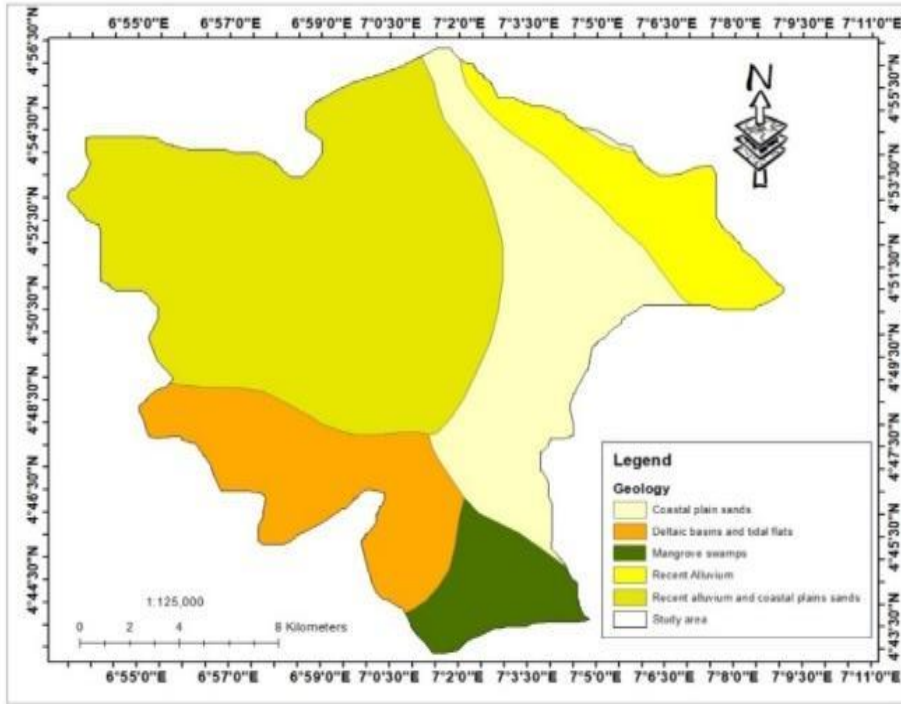 6°55'0"E 6°57'0"E 6°59'0"E 7°0'30"E 7°2'0"E 7°3'30"E 7°5'0"E 7°6'30"E 7°8'0"E 7°9'30"E 7°11'0"E
4°56'30"N
4°54'30"N
4°52'30"N
4°50'30"N
4°48'30"N
4°46'30"N
4°44'30"N
N
4°55'30"N
4°53'30"N
4°51'30"N
4°49'30"N
4°47'30"N
4°45'30"N
4°43'30"N
Legend
Geology
Coastal plain sands
Deltaic basins and tidal flats
Mangrove swamps
Recent Alluvium
Recent alluvium and coastal plains sands
Study area
1:125,000
0 2 4 8 Kilometers
6°55'0"E 6°57'0"E 6°59'0"E 7°0'30"E 7°2'0"E 7°3'30"E 7°5'0"E 7°6'30"E 7°8'0"E 7°9'30"E 7°11'0"E